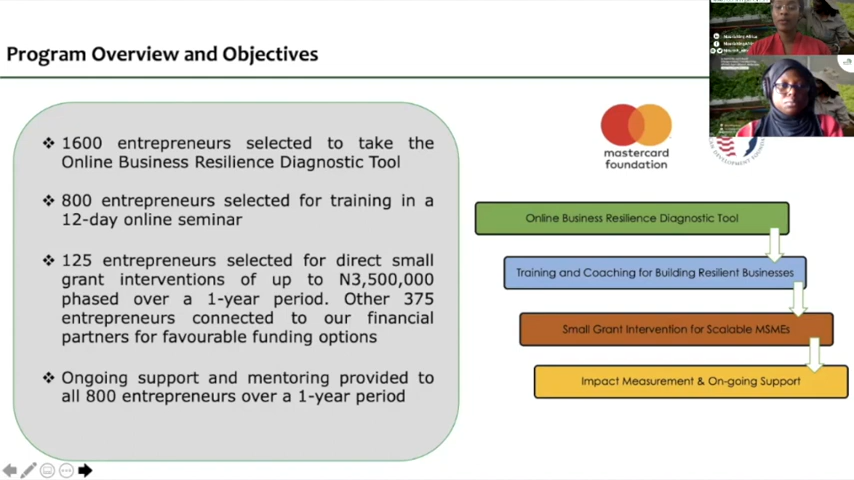 Program Overview and Objectives
❖ 1600 entrepreneurs selected to take the
Online Business Resilience Diagnostic Tool
❖ 800 entrepreneurs selected for training in a
12-day online seminar
❖ 125 entrepreneurs selected for direct small
grant interventions of up to N3,500,000
phased over a 1-year period. Other 375
entrepreneurs connected to our financial
partners for favourable funding options
❖ Ongoing support and mentoring provided to
all 800 entrepreneurs over a 1-year period
mastercard
foundation
Online Business Resilience Diagnostic Tool
Training and Coaching for Building Resilient Businesses
Small Grant Intervention for Scalable MSMEs
Impact Measurement & On-going Support